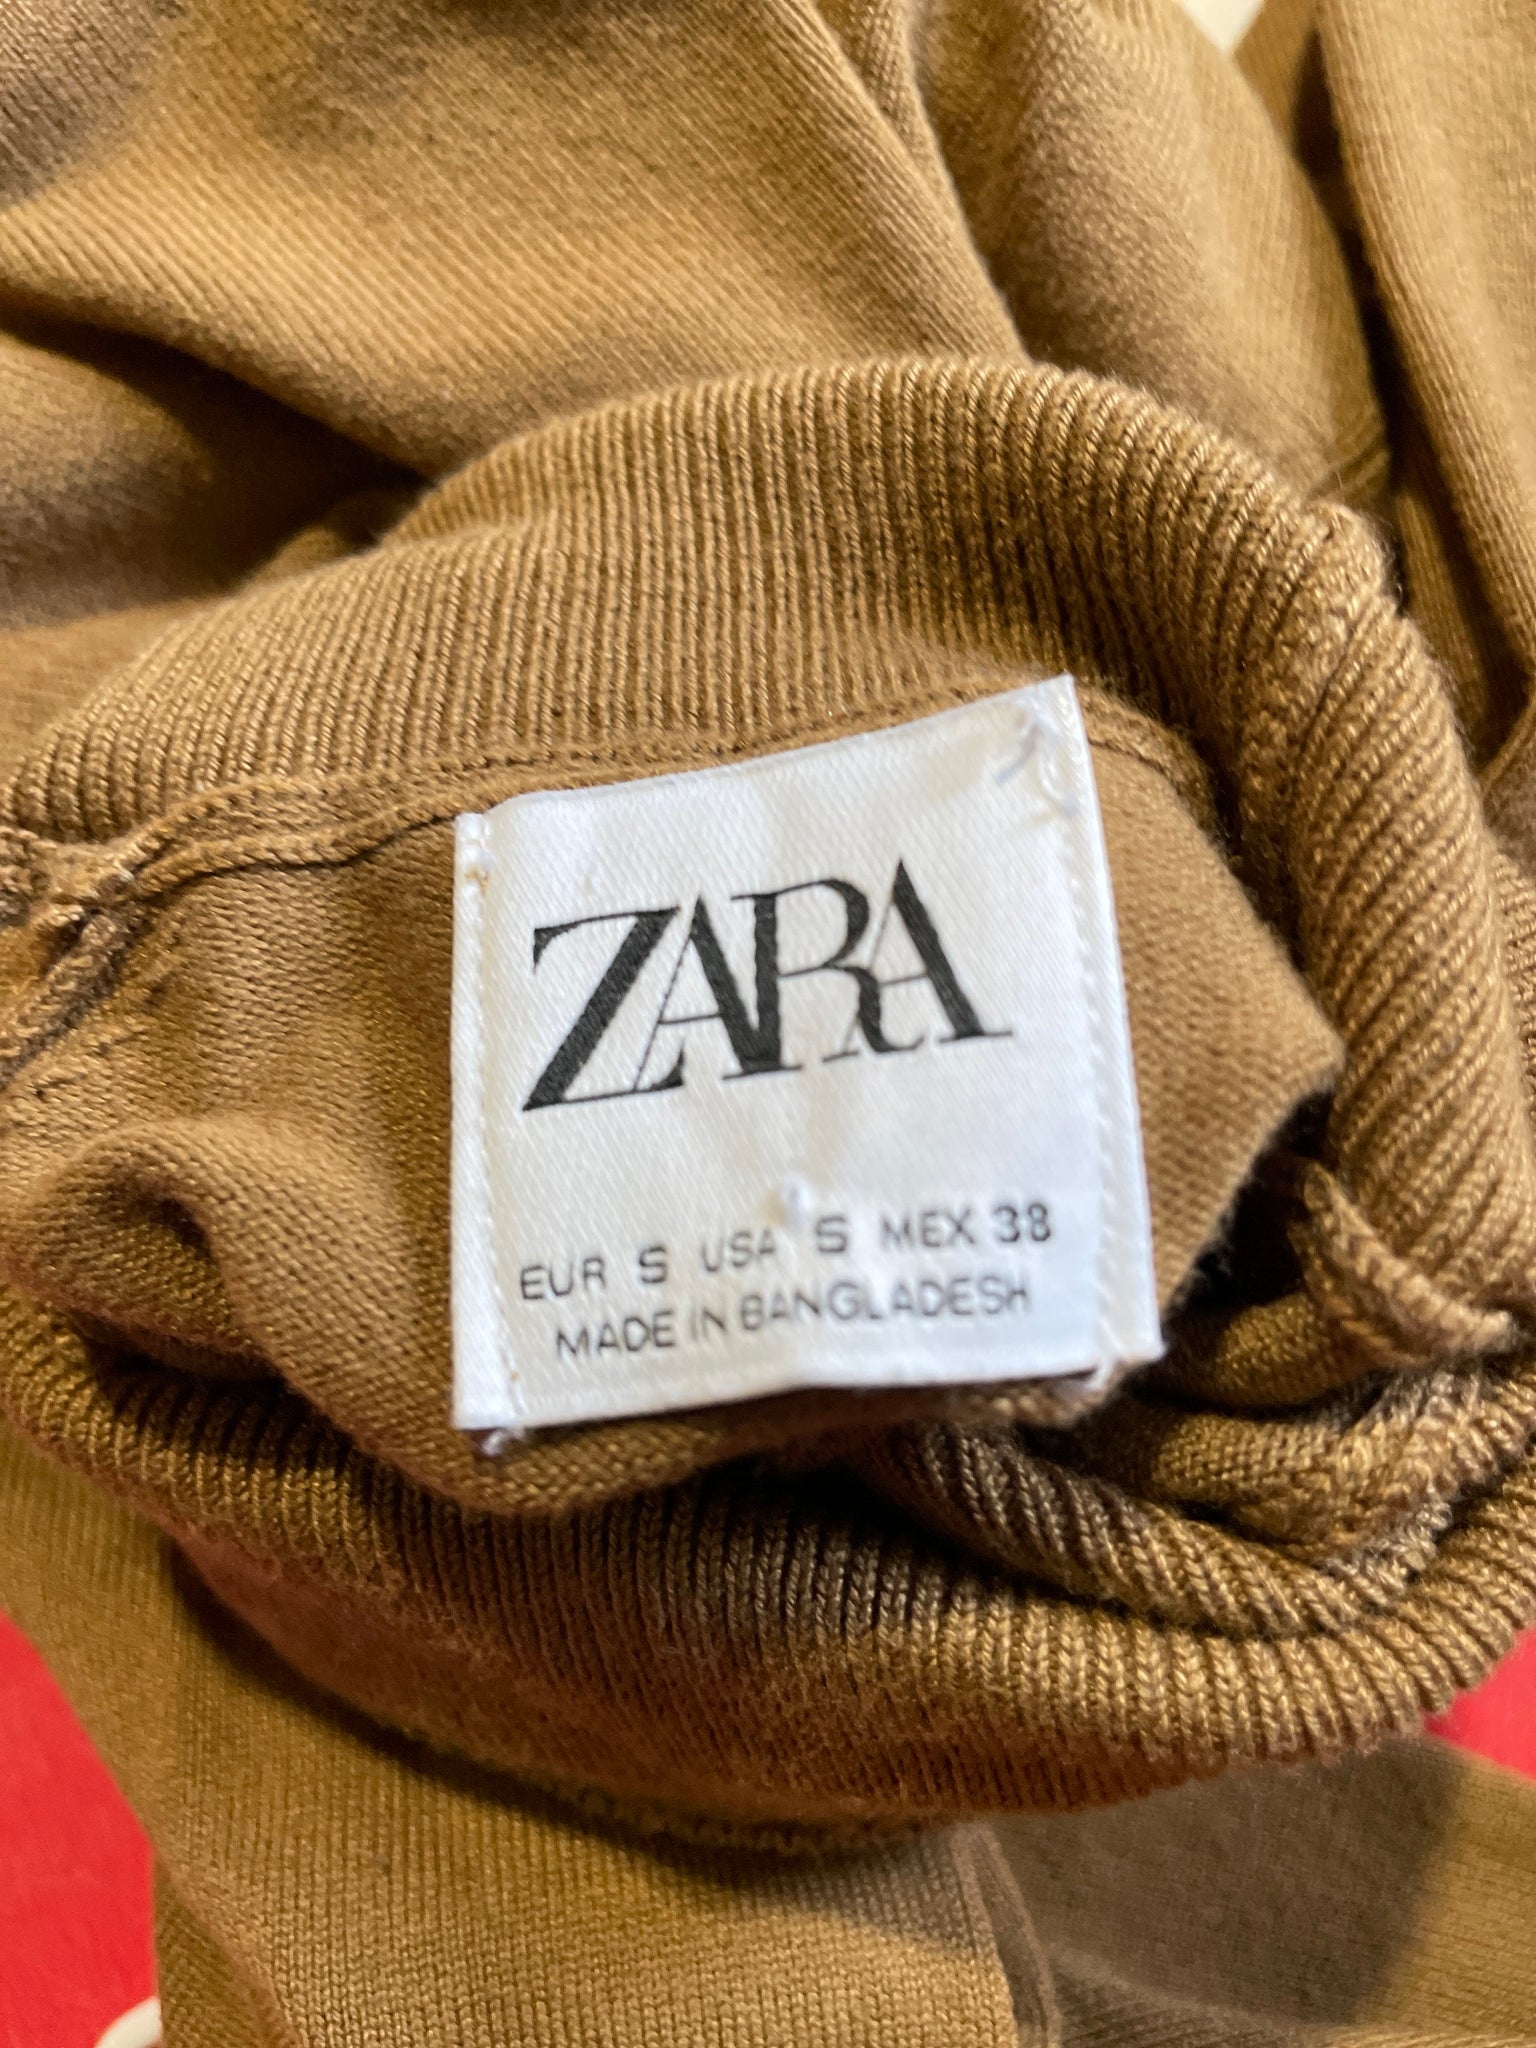 ZARA
EUR S USA S MEX 38
MADE IN BANGLADESH